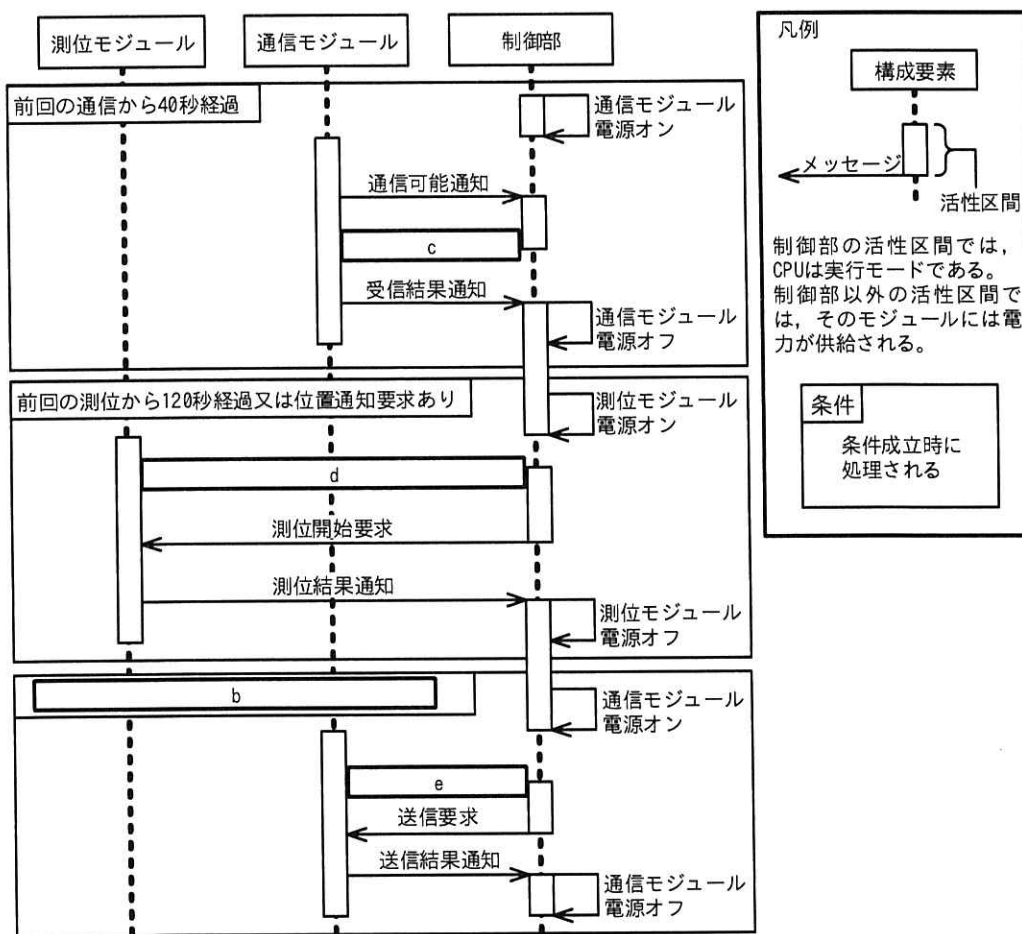 測位モジュール
通信モジュール
制御部
前回の通信から40秒経過
通信モジュール
電源オン
通信可能通知
c
受信結果通知
通信モジュール
電源オフ
前回の測位から120秒経過又は位置通知要求あり
測位モジュール
電源オン
d
測位開始要求
測位結果通知
測位モジュール
電源オフ
b
通信モジュール
電源オン
e
送信要求
送信結果通知
通信モジュール
電源オフ
凡例
構成要素
メッセージ
活性区間
制御部の活性区間では，
CPUは実行モードである。
制御部以外の活性区間で
は，そのモジュールには電
力が供給される。
条件
条件成立時に
処理される